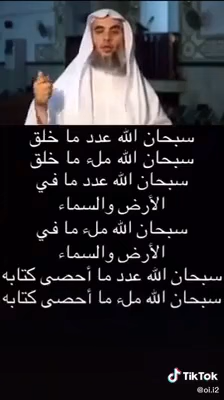 سبحان الله عدد ما خلق
سبحان الله ملء ما خلق
سبحان الله عدد ما في
الأرض والسماء
سبحان الله ملء ما في
الأرض والسماء
سبحان الله عدد ما أحصى كتابه
سبحان الله ملء ما أحصى كتابه
TikTok
@oi.i2